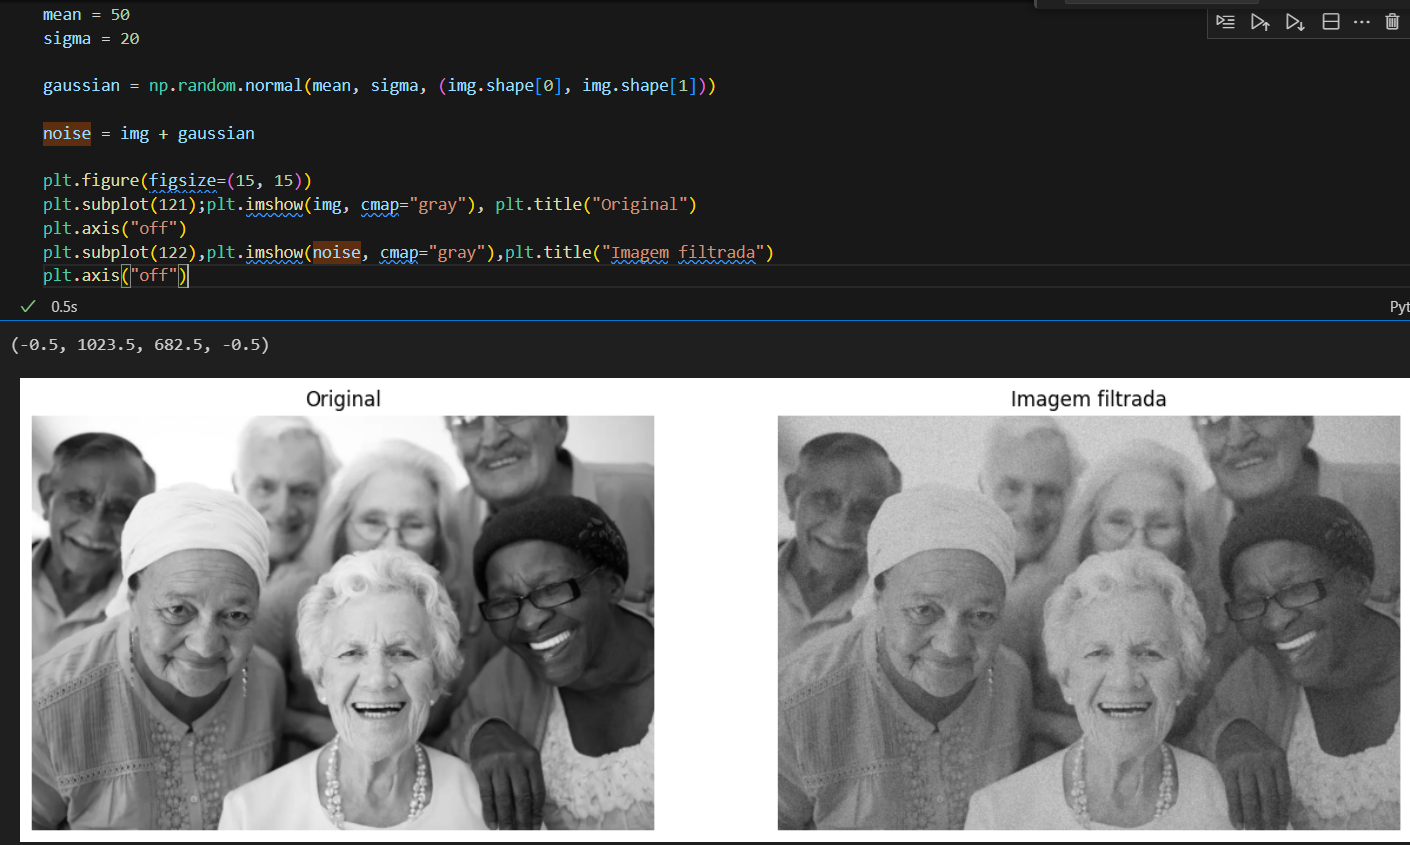 mean = 50
sigma = 20
gaussian = np.random.normal(mean, sigma, (img.shape[0], img.shape[1]))
noise = img + gaussian
plt.figure(figsize=(15, 15))
plt.subplot(121);plt.imshow(img, cmap="gray"), plt.title("Original")
plt.axis("off")
plt.subplot(122),plt.imshow(noise, cmap="gray"),plt.title("Imagem filtrada")
plt.axis("off")
0.5s
Pyt
(-0.5, 1023.5, 682.5, -0.5)
Original
Imagem filtrada